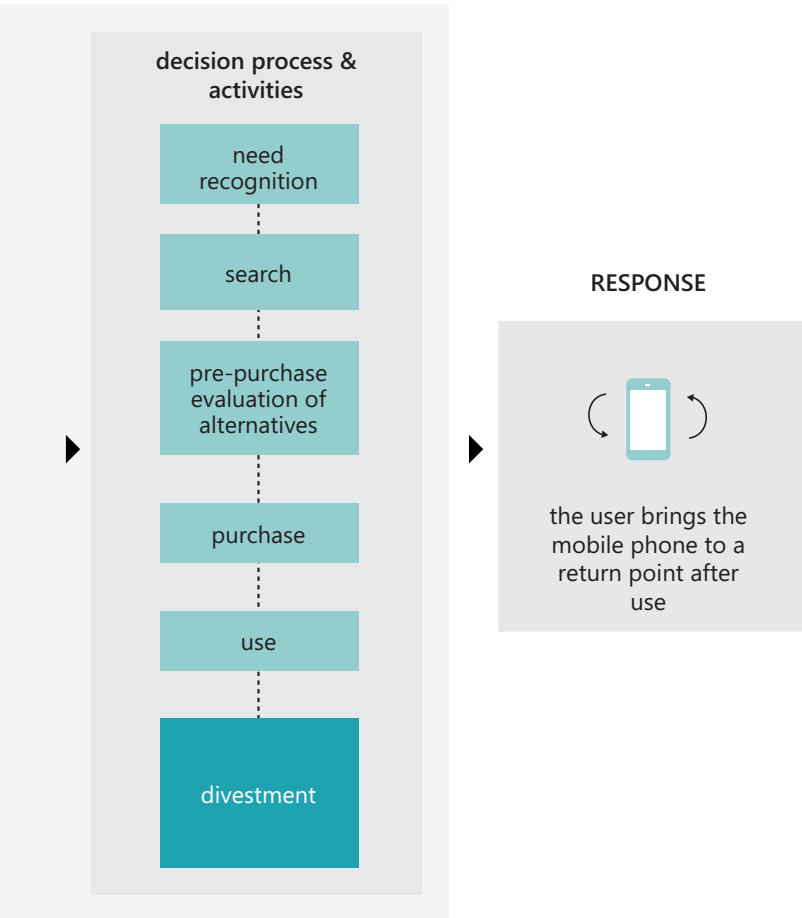 decision process &
activities
need
recognition
search
pre-purchase
evaluation of
alternatives
purchase
use
divestment
RESPONSE
the user brings the
mobile phone to a
return point after
use